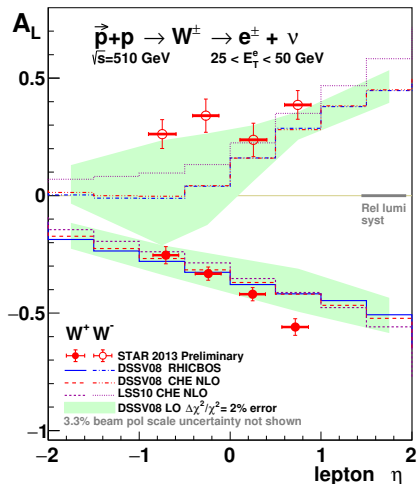 A_L
p⃗+p → W± → e± + ν
√s=510 GeV 25 < E_T^e < 50 GeV
0.5
0
Rel lumi
syst
−0.5
W⁺ W⁻
STAR 2013 Preliminary
DSSV08 RHICBOS
DSSV08 CHE NLO
LSS10 CHE NLO
DSSV08 LO Δχ²/χ²= 2% error
3.3% beam pol scale uncertainty not shown
−1
−2 −1 0 1 2
lepton η